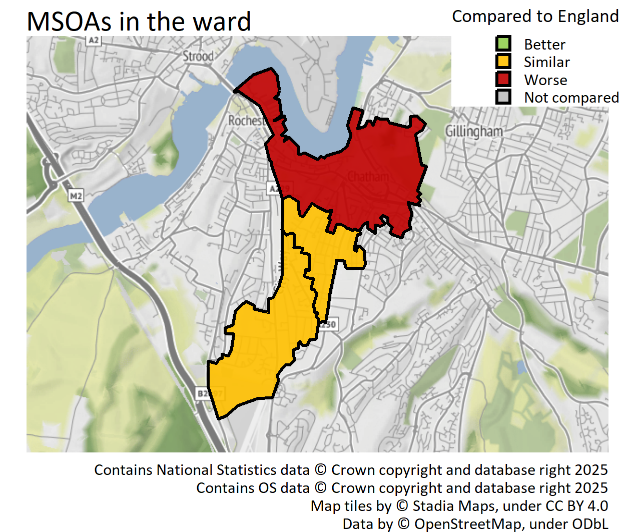 MSOAs in the ward
Compared to England
Better
Similar
Worse
Not compared
A2
Strood
Rochest
Gillingham
Chatham
M2
Contains National Statistics data © Crown copyright and database right 2025
Contains OS data © Crown copyright and database right 2025
Map tiles by © Stadia Maps, under CC BY 4.0
Data by © OpenStreetMap, under ODbL